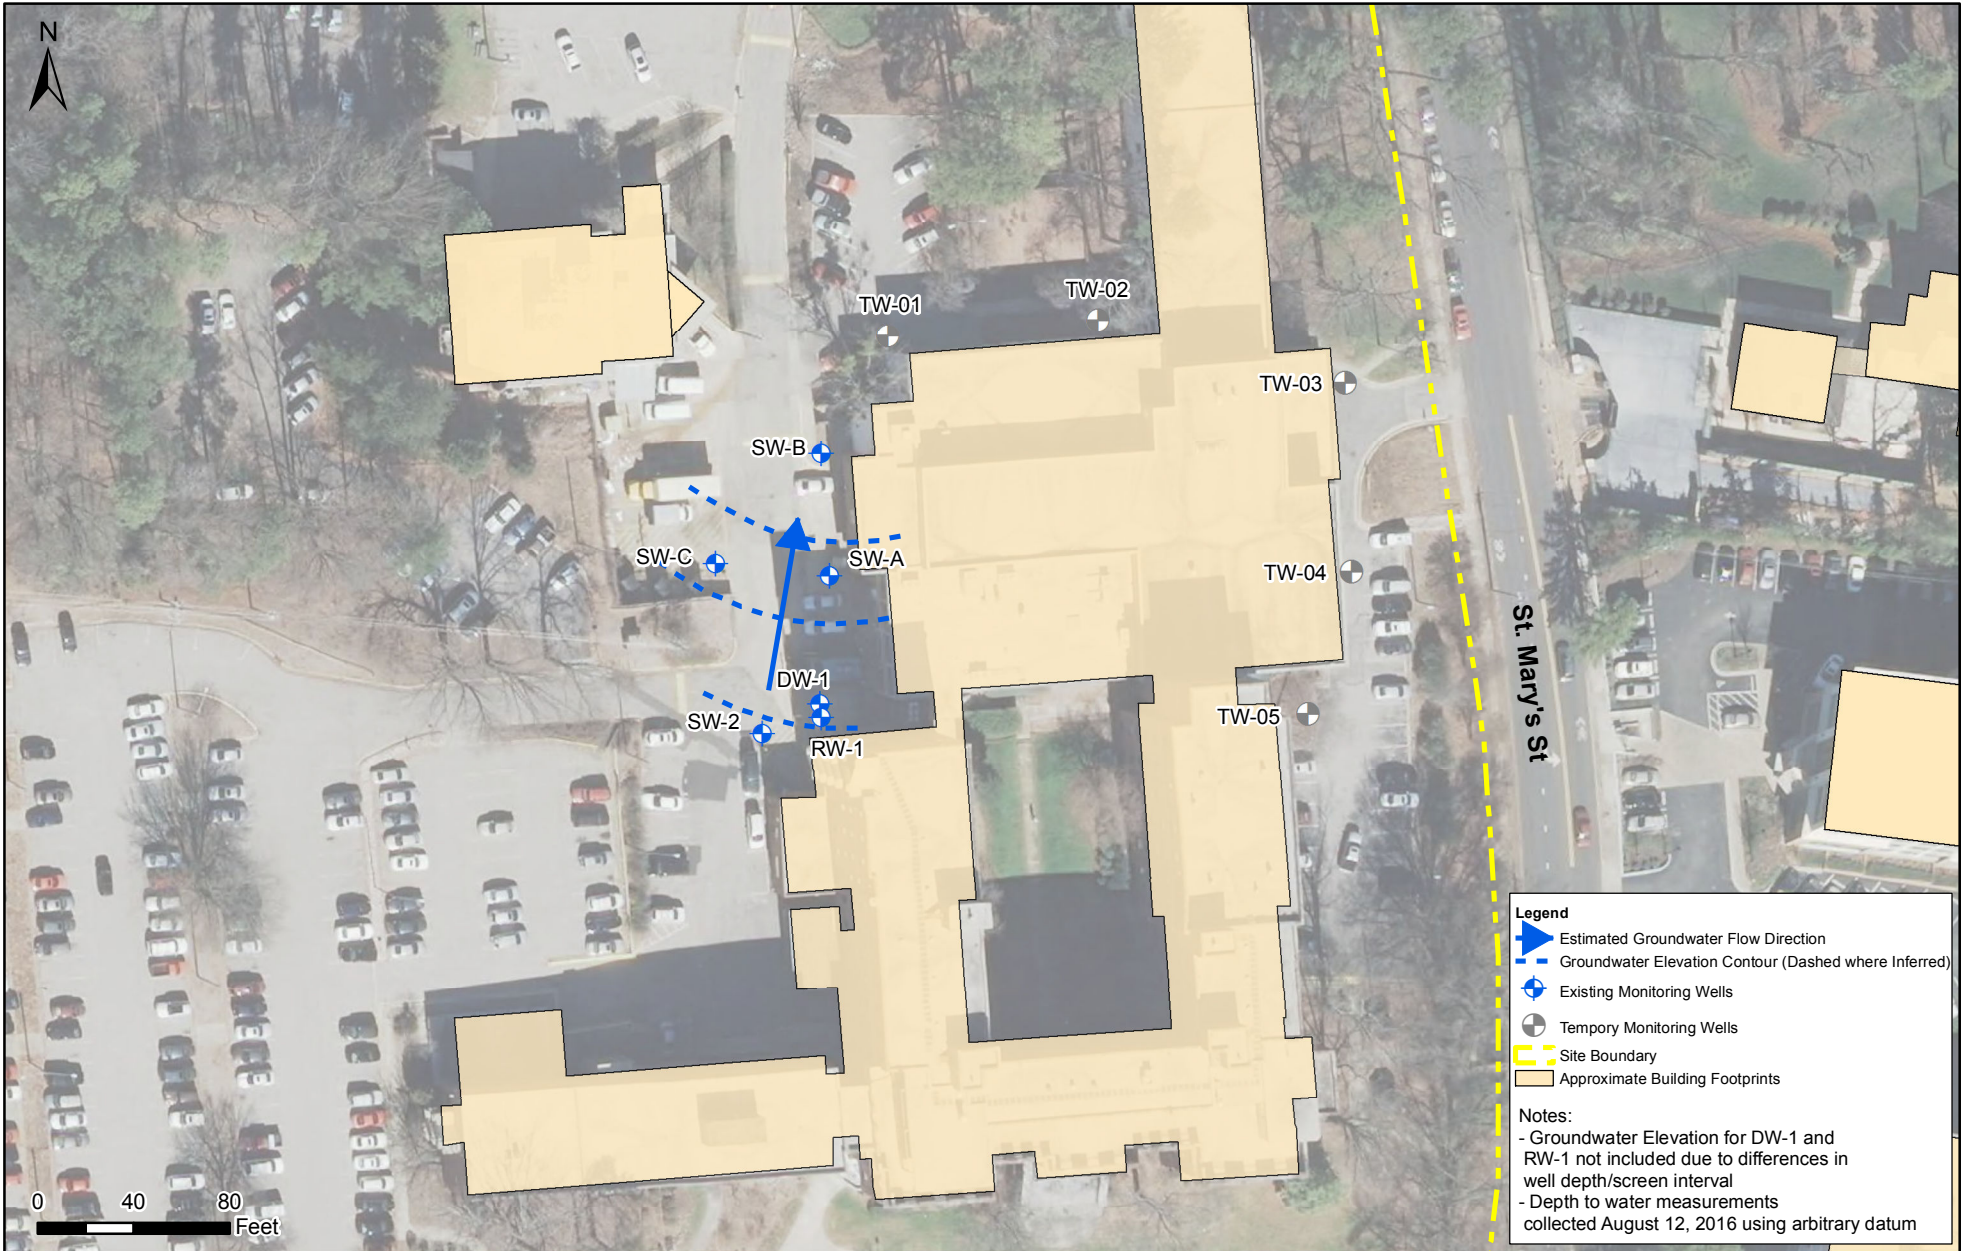 N
TW-01
TW-02
TW-03
SW-B
SW-C
SW-A
TW-04
DW-1
SW-2
RW-1
TW-05
St. Mary's St
Legend
Estimated Groundwater Flow Direction
Groundwater Elevation Contour (Dashed where Inferred)
Existing Monitoring Wells
Tempory Monitoring Wells
Site Boundary
Approximate Building Footprints
Notes:
- Groundwater Elevation for DW-1 and
RW-1 not included due to differences in
well depth/screen interval
- Depth to water measurements
collected August 12, 2016 using arbitrary datum
0 40 80
Feet